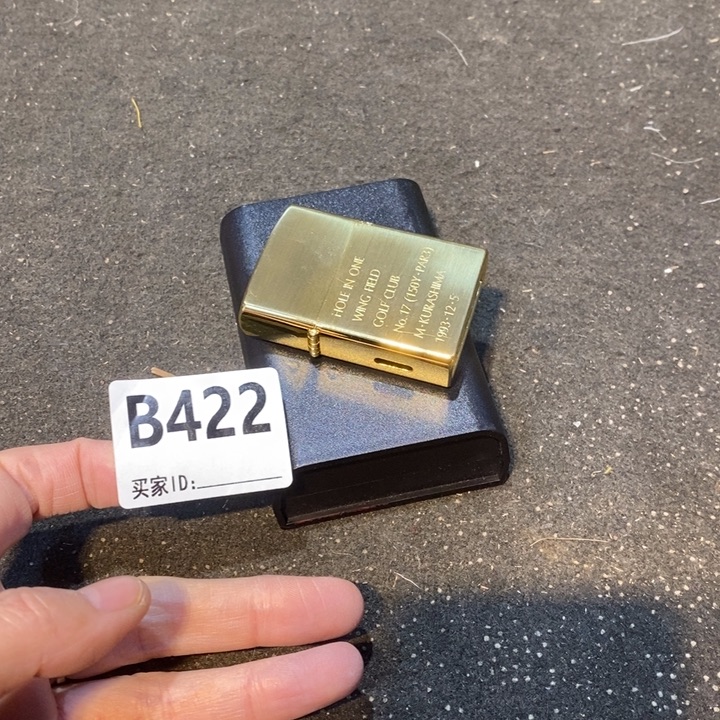 HOLE IN ONE
WING FIELD
GOLF CLUB
No.17 (158Y-PAR3)
M-KURASHIMA
1993-12-5
B422
买家ID: